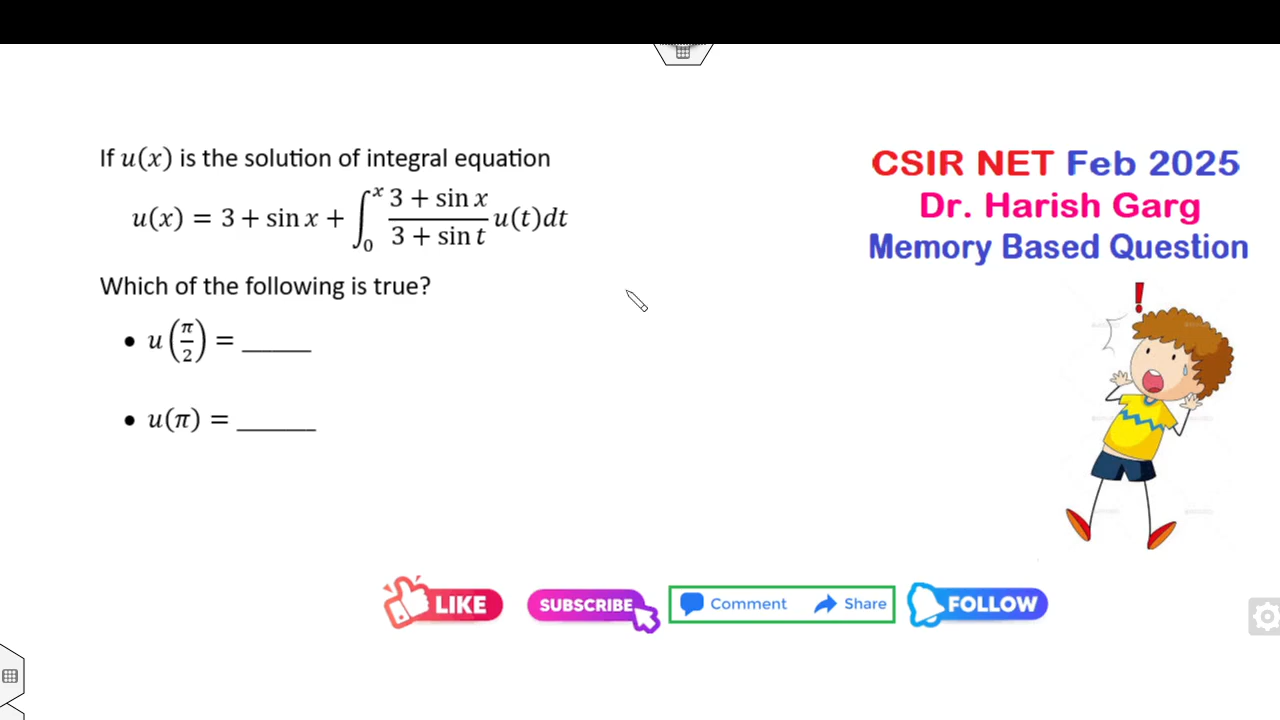 If u(x) is the solution of integral equation
u(x) = 3 + sin x + ∫₀ˣ (3 + sin x)/(3 + sin t) u(t)dt
Which of the following is true?
• u(π/2) = _____
• u(π) = ______
CSIR NET Feb 2025
Dr. Harish Garg
Memory Based Question
!
LIKE
SUBSCRIBE
Comment
Share
FOLLOW